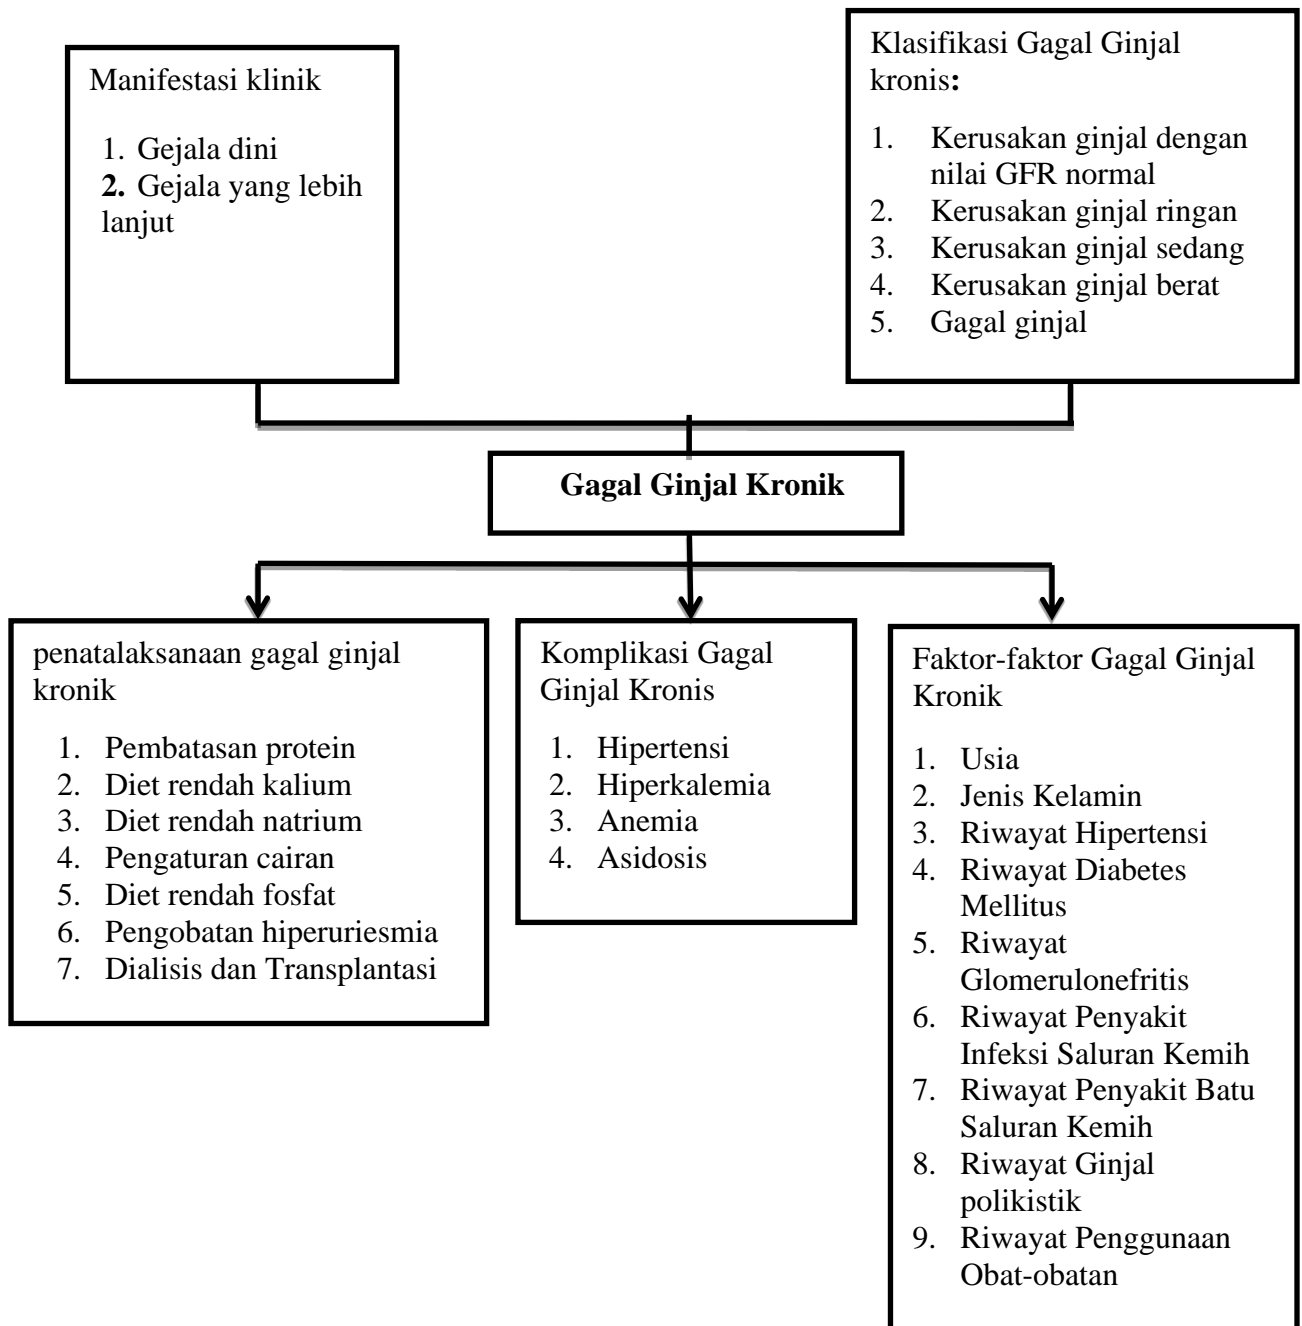 Manifestasi klinik
1. Gejala dini
2. Gejala yang lebih
lanjut
Klasifikasi Gagal Ginjal
kronis:
1. Kerusakan ginjal dengan
nilai GFR normal
2. Kerusakan ginjal ringan
3. Kerusakan ginjal sedang
4. Kerusakan ginjal berat
5. Gagal ginjal
Gagal Ginjal Kronik
penatalaksanaan gagal ginjal
kronik
1. Pembatasan protein
2. Diet rendah kalium
3. Diet rendah natrium
4. Pengaturan cairan
5. Diet rendah fosfat
6. Pengobatan hiperuriesmia
7. Dialisis dan Transplantasi
Komplikasi Gagal
Ginjal Kronis
1. Hipertensi
2. Hiperkalemia
3. Anemia
4. Asidosis
Faktor-faktor Gagal Ginjal
Kronik
1. Usia
2. Jenis Kelamin
3. Riwayat Hipertensi
4. Riwayat Diabetes
Mellitus
5. Riwayat
Glomerulonefritis
6. Riwayat Penyakit
Infeksi Saluran Kemih
7. Riwayat Penyakit Batu
Saluran Kemih
8. Riwayat Ginjal
polikistik
9. Riwayat Penggunaan
Obat-obatan